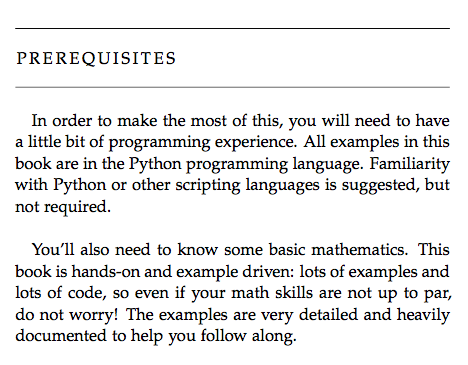 PREREQUISITES
In order to make the most of this, you will need to have
a little bit of programming experience. All examples in this
book are in the Python programming language. Familiarity
with Python or other scripting languages is suggested, but
not required.
You'll also need to know some basic mathematics. This
book is hands-on and example driven: lots of examples and
lots of code, so even if your math skills are not up to par,
do not worry! The examples are very detailed and heavily
documented to help you follow along.